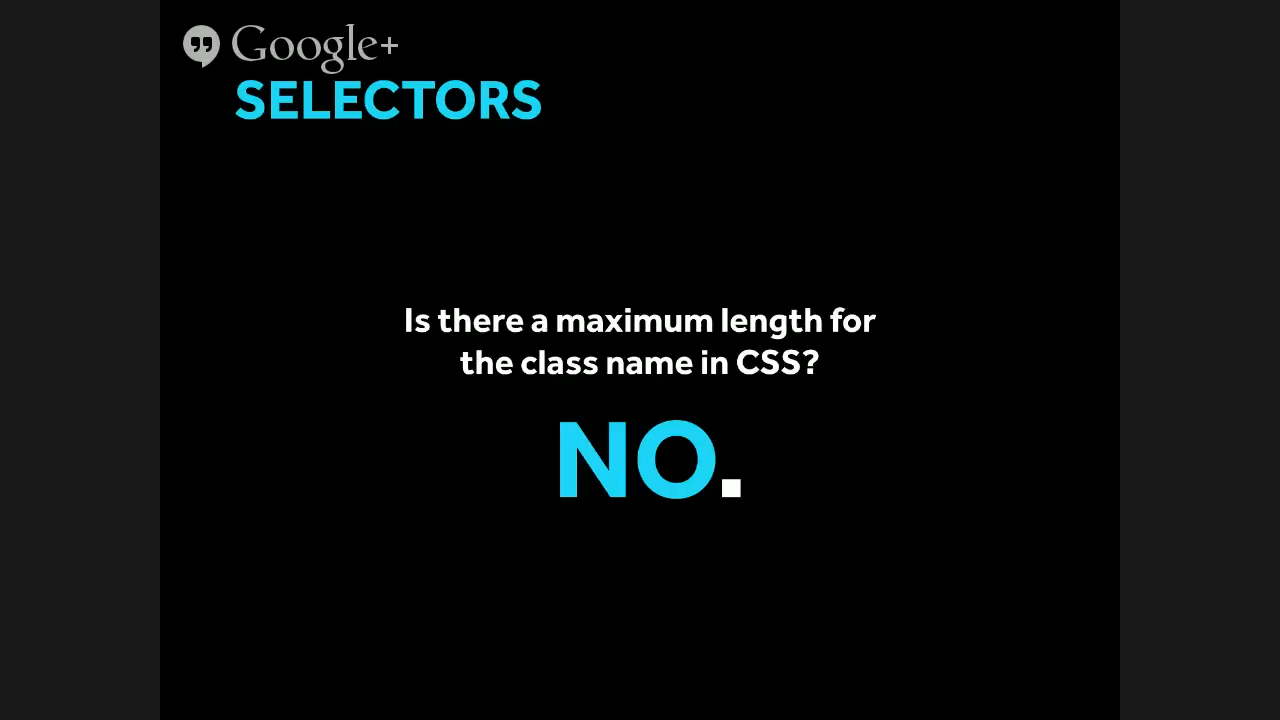 Google+
SELECTORS
Is there a maximum length for
the class name in CSS?
NO.